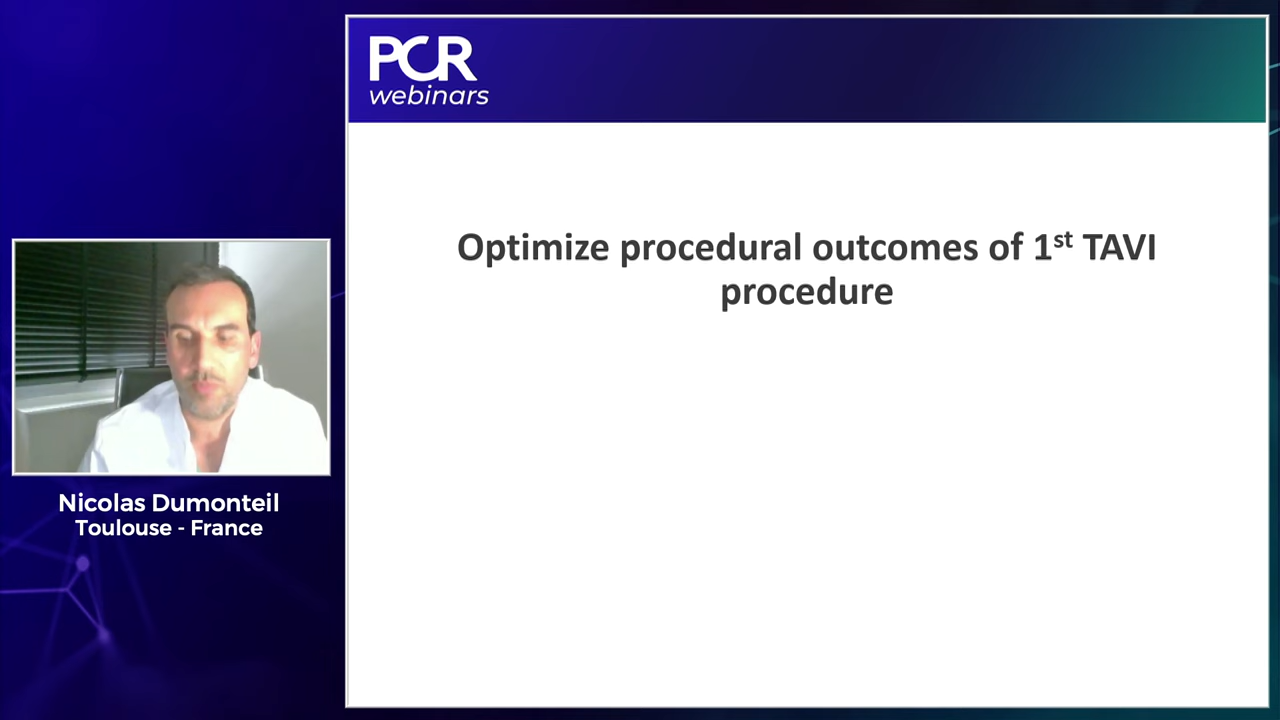 PCR
webinars
Optimize procedural outcomes of 1st TAVI
procedure
Nicolas Dumonteil
Toulouse - France